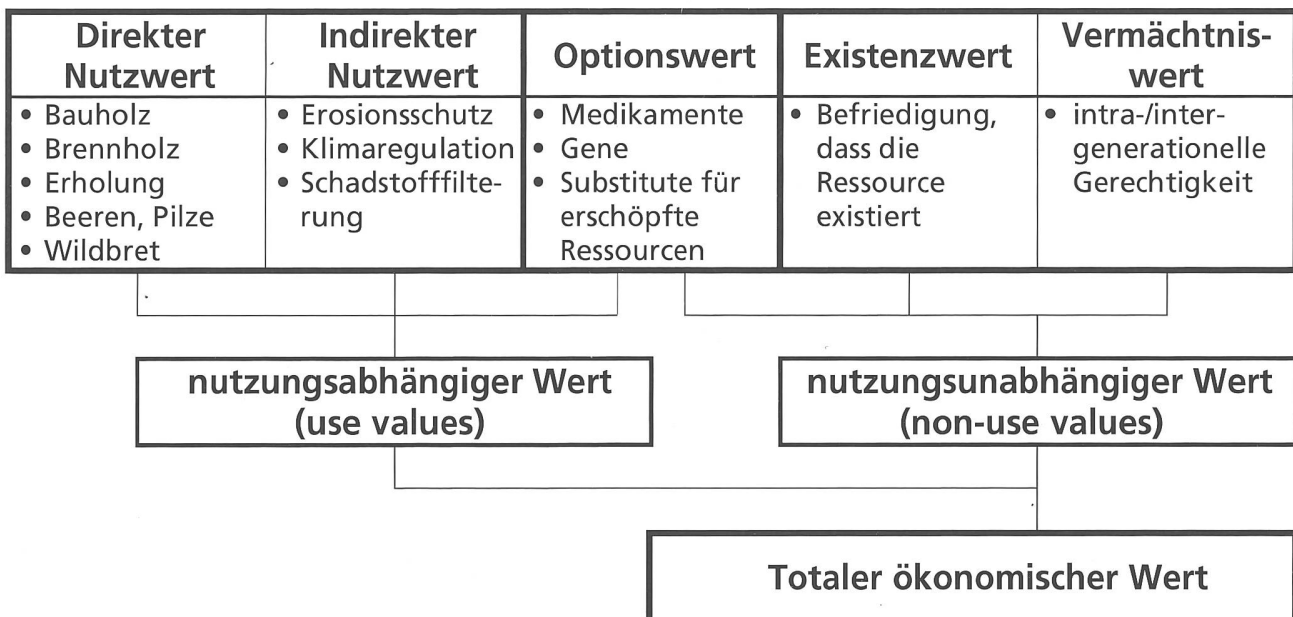 Direkter
Nutzwert
• Bauholz
• Brennholz
• Erholung
• Beeren, Pilze
• Wildbret
Indirekter
Nutzwert
• Erosionsschutz
• Klimaregulation
• Schadstofffilte-
rung
Optionswert
• Medikamente
• Gene
• Substitute für
erschöpfte
Ressourcen
Existenzwert
• Befriedigung,
dass die
Ressource
existiert
Vermächtnis-
wert
• intra-/inter-
generationelle
Gerechtigkeit
nutzungsabhängiger Wert
(use values)
nutzungsunabhängiger Wert
(non-use values)
Totaler ökonomischer Wert